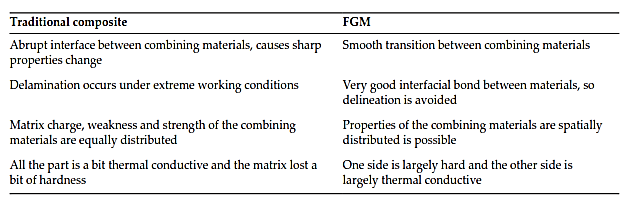 Traditional composite FGM
Abrupt interface between combining materials, causes sharp Smooth transition between combining materials
properties change
Delamination occurs under extreme working conditions Very good interfacial bond between materials, so
delineation is avoided
Matrix charge, weakness and strength of the combining Properties of the combining materials are spatially
materials are equally distributed distributed is possible
All the part is a bit thermal conductive and the matrix lost a One side is largely hard and the other side is
bit of hardness largely thermal conductive